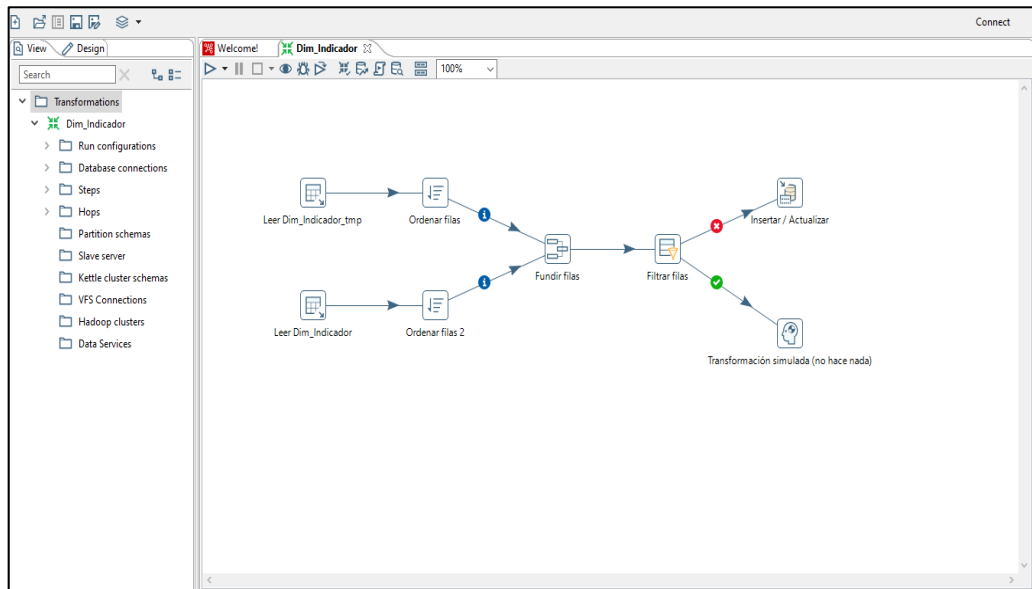 Connect
View
Design
Welcome!
Dim_Indicador
Search
100%
Transformations
Dim_Indicador
Run configurations
Database connections
Steps
Hops
Partition schemas
Slave server
Kettle cluster schemas
VFS Connections
Hadoop clusters
Data Services
Leer Dim_Indicador_tmp
Ordenar filas
Insertar / Actualizar
Fundir filas
Filtrar filas
Leer Dim_Indicador
Ordenar filas 2
Transformación simulada (no hace nada)